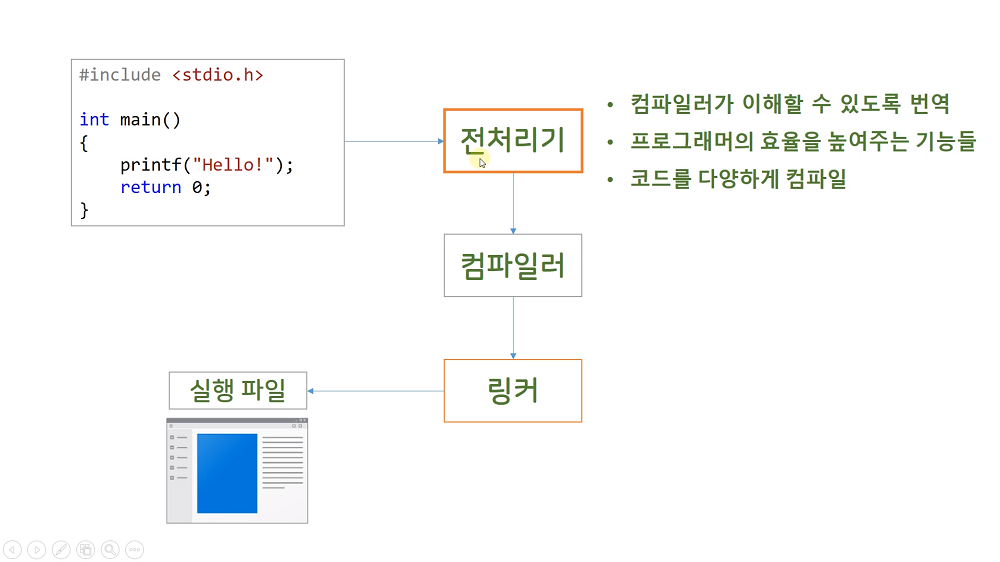 #include <stdio.h>
int main()
{
printf("Hello!");
return 0;
}
전처리기
• 컴파일러가 이해할 수 있도록 번역
• 프로그래머의 효율을 높여주는 기능들
• 코드를 다양하게 컴파일
컴파일러
링커
실행 파일